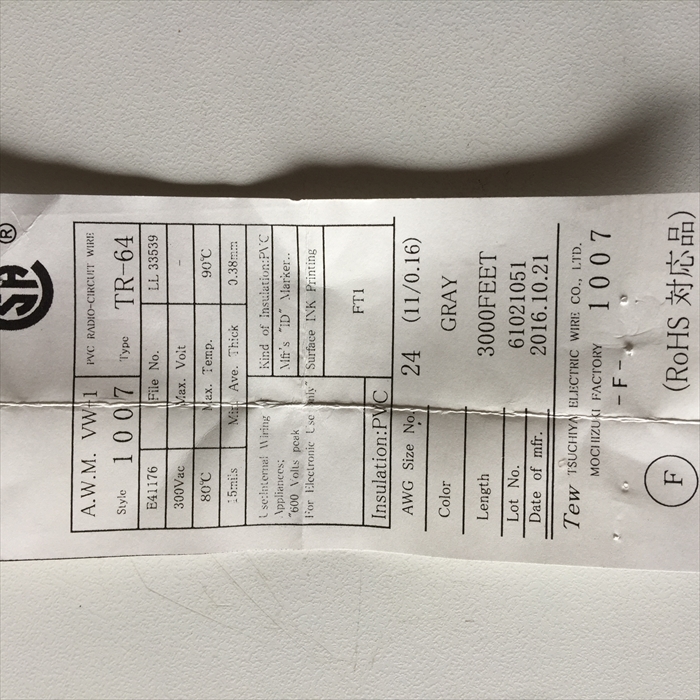 ®
SA
A.W.M. VW-1 PVC RADIO-CIRCUIT WIRE
Style 1007 Type TR-64
E41176 File No. LL 33539
300Vac Max. Volt -
80℃ Max. Temp. 90℃
15mils Min. Ave. Thick 0.38mm
Use:Internal Wiring Kind of Insulation:PVC
Appliances; Mfr's "ID" Marker..
"600 Volts peak Surface INK Printing
For Electronic Use Only"
FT1
Insulation:PVC
AWG Size No. 24 (11/0.16)
Color GRAY
Length 3000FEET
Lot No. 61021051
Date of mfr. 2016.10.21
Tew TSUCHIYA ELECTRIC WIRE CO., LTD.
MOCHIZUKI FACTORY 1007
-F-
F (RoHS 対応品)